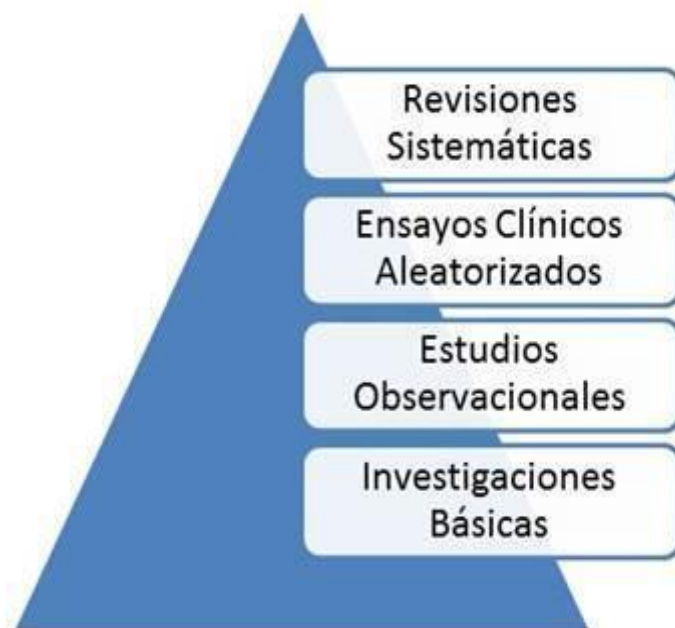 Revisiones
Sistemáticas
Ensayos Clínicos
Aleatorizados
Estudios
Observacionales
Investigaciones
Básicas